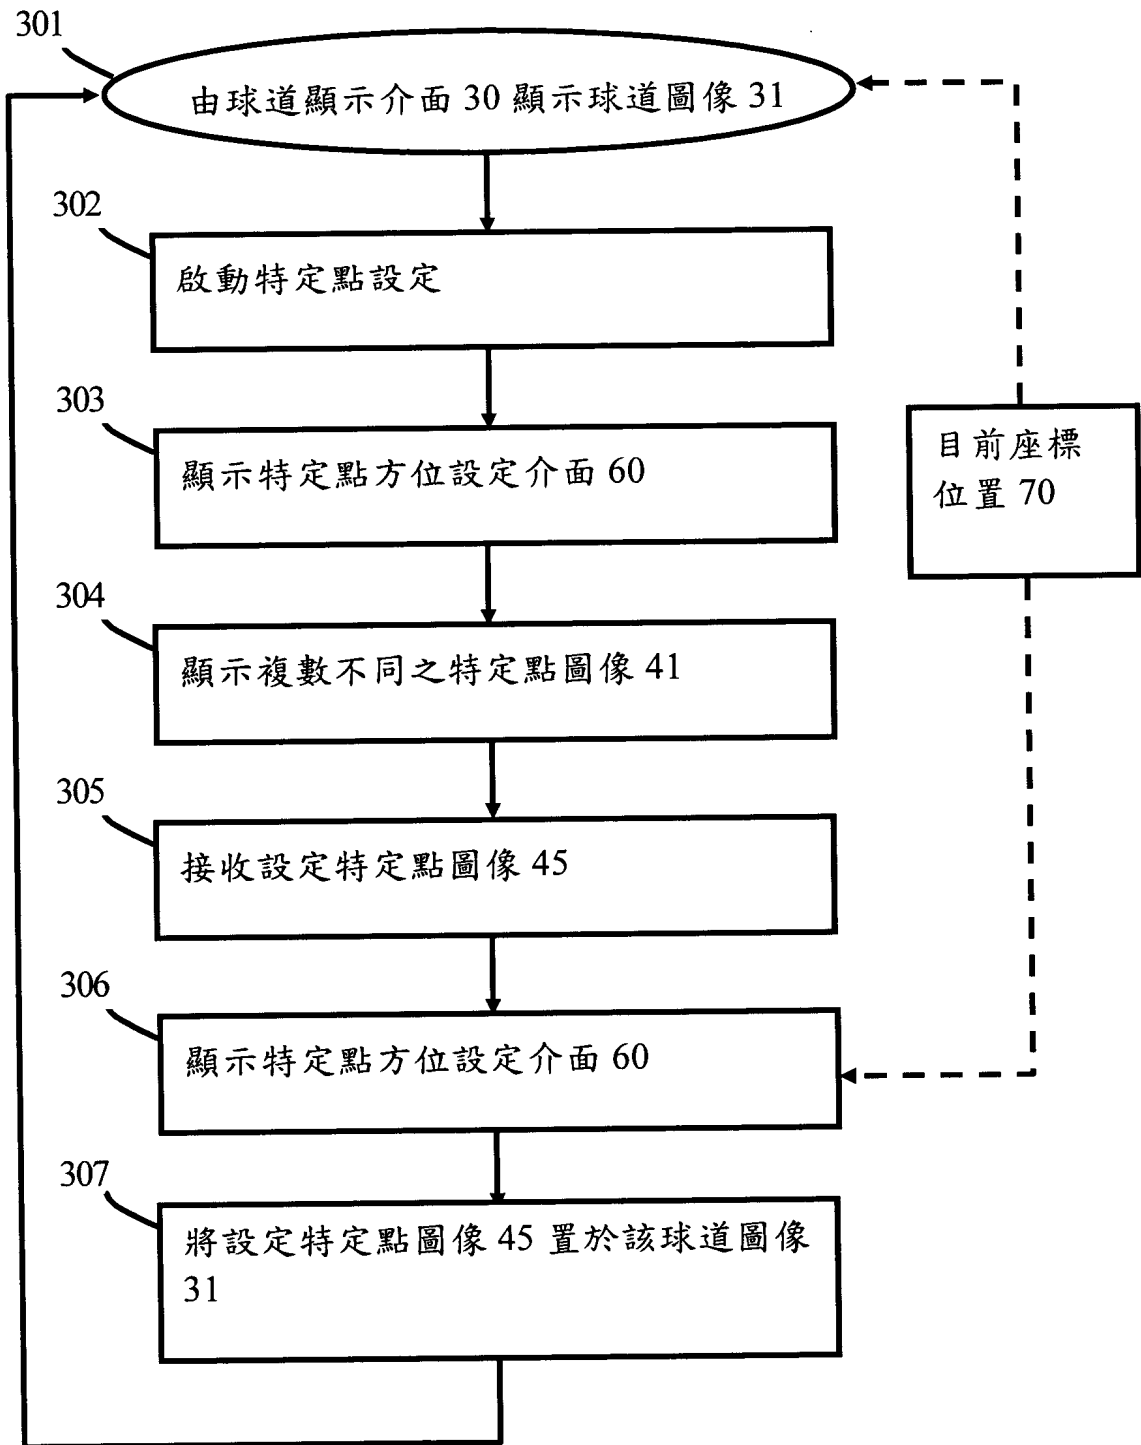 301
由球道顯示介面 30 顯示球道圖像 31
302
啟動特定點設定
303
顯示特定點方位設定介面 60
目前座標
位置 70
304
顯示複數不同之特定點圖像 41
305
接收設定特定點圖像 45
306
顯示特定點方位設定介面 60
307
將設定特定點圖像 45 置於該球道圖像
31